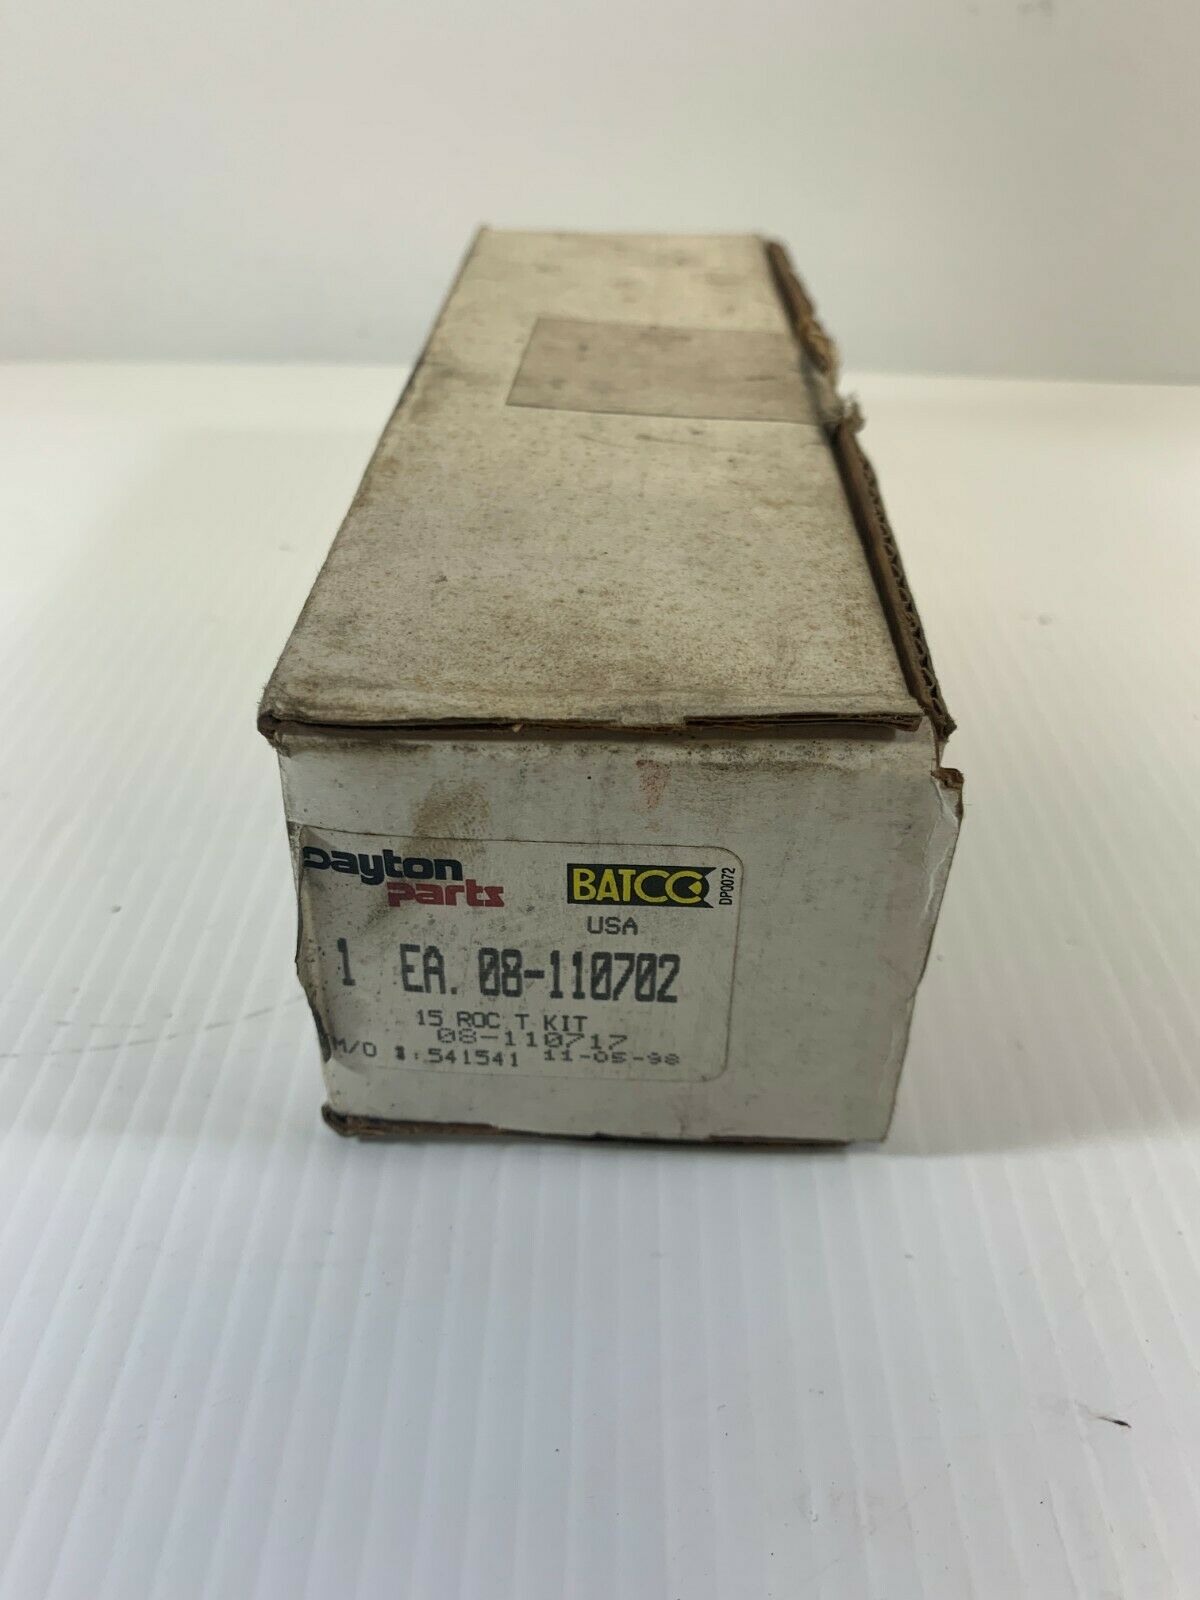 Dayton
Parts
BATCO
DP0072
USA
1 EA. 08-110702
15 ROC T KIT
08-110717
M/O #:541541 11-05-98